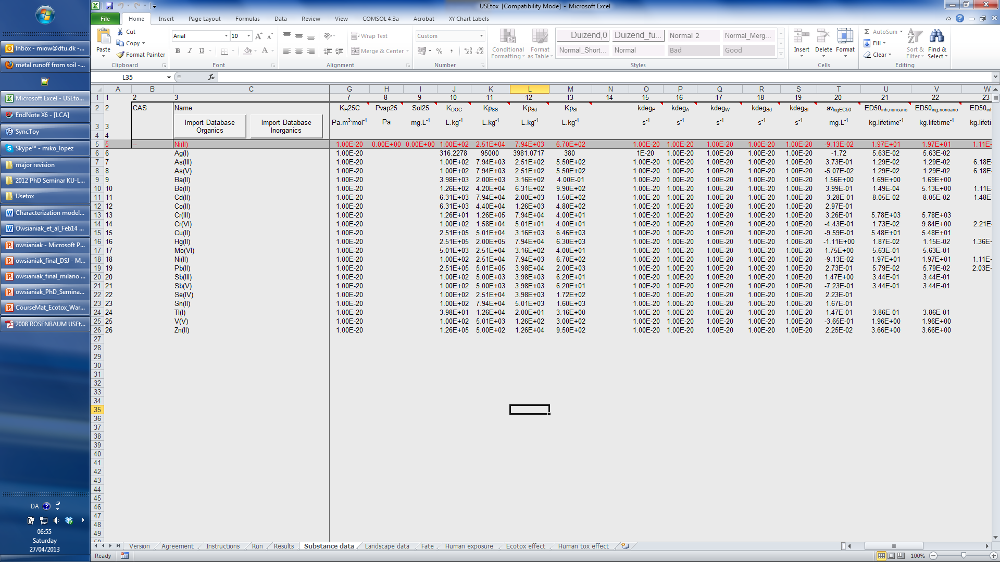 USEtox [Compatibility Mode] - Microsoft Excel
File Home Insert Page Layout Formulas Data Review View COMSOL 4.3a Acrobat XY Chart Labels
Inbox - miow@dtu.dk -...
metal runoff from soil -...
Microsoft Excel - USEto...
EndNote X6 - [LCA]
SyncToy
Skype™ - miko_lopez
major revision
2012 PhD Seminar KU-L...
Usetox
Characterization model...
Owsianiak_et_al_Feb14 ...
owsianiak - Microsoft P...
owsianiak_final_DSJ - M...
owsianiak_final_milano ...
owsianiak_PhD_Semina...
CourseMat_Ecotox_War...
2008 ROSENBAUM USEt...
DA
06:55
Saturday
27/04/2013
Paste
Cut
Copy
Format Painter
Clipboard
Arial 10
B I U
Font
Wrap Text
Merge & Center
Alignment
Custom
Number
Conditional Formatting
Format as Table
Duizend,0 Duizend_fu... Normal 2 Normal_Merg...
Normal_Short... Normal Bad Good
Styles
Insert Delete Format
Cells
AutoSum
Fill
Clear
Sort & Filter
Find & Select
Editing
L35 fx
A B C G H I J K L M N O P Q R S T U V W
1 1 2 3 7 8 9 10 11 12 13 14 15 16 17 18 19 20 21 22 23
2 2 CAS Name KH25C Pvap25 Sol25 KDOC KpSS KpSd KpSl kdegP kdegA kdegW kdegSd kdegSl avlogEC50 ED50inh,noncanc ED50ing,noncanc ED50inh
Import Database Organics
Import Database Inorganics
3 3 Pa.m³.mol⁻¹ Pa mg.L⁻¹ L.kg⁻¹ L.kg⁻¹ L.kg⁻¹ L.kg⁻¹ s⁻¹ s⁻¹ s⁻¹ s⁻¹ s⁻¹ mg.L⁻¹ kg.lifetime⁻¹ kg.lifetime⁻¹ kg.lifeti
4 4
5 5 -- Ni(II) 1.00E-20 0.00E+00 0.00E+00 1.00E+02 2.51E+04 7.94E+03 6.70E+02 1.00E-20 1.00E-20 1.00E-20 1.00E-20 1.00E-20 -9.13E-02 1.97E+01 1.97E+01 1.11E-
6 6 Ag(I) 1.00E-20 316.2278 95000 3981.0717 380 1E-20 1.00E-20 1.00E-20 1.00E-20 1.00E-20 -1.72 5.63E-02 5.63E-02
7 7 As(III) 1.00E-20 1.00E+02 7.94E+03 2.51E+02 5.50E+02 1.00E-20 1.00E-20 1.00E-20 1.00E-20 1.00E-20 3.73E-01 1.29E-02 1.29E-02 6.18E-
8 8 As(V) 1.00E-20 1.00E+02 7.94E+03 2.51E+02 5.50E+02 1.00E-20 1.00E-20 1.00E-20 1.00E-20 1.00E-20 -5.07E-02 1.29E-02 1.29E-02 6.18E-
9 9 Ba(II) 1.00E-20 3.98E+03 2.00E+03 3.16E+02 4.00E-01 1.00E-20 1.00E-20 1.00E-20 1.00E-20 1.00E-20 1.56E+00 1.69E+00 1.69E+00
10 10 Be(II) 1.00E-20 1.26E+02 4.20E+04 6.31E+02 9.90E+02 1.00E-20 1.00E-20 1.00E-20 1.00E-20 1.00E-20 3.99E-01 1.49E-04 5.13E+00 1.11E-
11 11 Cd(II) 1.00E-20 6.31E+03 7.94E+04 2.00E+03 1.50E+02 1.00E-20 1.00E-20 1.00E-20 1.00E-20 1.00E-20 -3.28E-01 8.05E-02 8.05E-02 1.48E-
12 12 Co(II) 1.00E-20 6.31E+03 4.40E+04 1.26E+03 4.80E+02 1.00E-20 1.00E-20 1.00E-20 1.00E-20 1.00E-20 2.97E-01
13 13 Cr(III) 1.00E-20 1.26E+01 1.26E+05 7.94E+04 4.00E+01 1.00E-20 1.00E-20 1.00E-20 1.00E-20 1.00E-20 3.26E-01 5.78E+03 5.78E+03
14 14 Cr(VI) 1.00E-20 1.00E+02 1.58E+04 5.01E+01 4.00E+01 1.00E-20 1.00E-20 1.00E-20 1.00E-20 1.00E-20 -4.43E-01 1.73E-02 9.84E+00 2.21E-
15 15 Cu(II) 1.00E-20 2.51E+05 5.01E+04 3.16E+03 6.46E+03 1.00E-20 1.00E-20 1.00E-20 1.00E-20 1.00E-20 -9.59E-01 5.48E+01 5.48E+01
16 16 Hg(II) 1.00E-20 2.51E+05 2.00E+05 7.94E+04 6.30E+03 1.00E-20 1.00E-20 1.00E-20 1.00E-20 1.00E-20 -1.11E+00 1.87E-02 1.15E-02 1.36E-
17 17 Mo(VI) 1.00E-20 5.01E+03 2.51E+04 3.16E+02 4.00E+01 1.00E-20 1.00E-20 1.00E-20 1.00E-20 1.00E-20 1.75E+00 5.63E-01 5.63E-01
18 18 Ni(II) 1.00E-20 1.00E+02 2.51E+04 7.94E+03 6.70E+02 1.00E-20 1.00E-20 1.00E-20 1.00E-20 1.00E-20 -9.13E-02 1.97E+01 1.97E+01 1.11E-
19 19 Pb(II) 1.00E-20 2.51E+05 5.01E+05 3.98E+04 2.00E+03 1.00E-20 1.00E-20 1.00E-20 1.00E-20 1.00E-20 2.73E-01 5.79E-02 5.79E-02 2.03E-
20 20 Sb(III) 1.00E-20 1.00E+02 5.00E+03 3.98E+03 6.20E+01 1.00E-20 1.00E-20 1.00E-20 1.00E-20 1.00E-20 1.47E+00 3.44E-01 3.44E-01
21 21 Sb(V) 1.00E-20 1.00E+02 5.00E+03 3.98E+03 6.20E+01 1.00E-20 1.00E-20 1.00E-20 1.00E-20 1.00E-20 -7.23E-01 3.44E-01 3.44E-01
22 22 Se(IV) 1.00E-20 1.00E+02 2.51E+04 3.98E+03 1.72E+02 1.00E-20 1.00E-20 1.00E-20 1.00E-20 1.00E-20 2.23E-01
23 23 Sn(II) 1.00E-20 1.00E+02 7.94E+04 5.01E+03 1.60E+03 1.00E-20 1.00E-20 1.00E-20 1.00E-20 1.00E-20 1.67E-01
24 24 Tl(I) 1.00E-20 3.98E+01 1.26E+04 2.00E+01 3.16E+00 1.00E-20 1.00E-20 1.00E-20 1.00E-20 1.00E-20 1.47E-01 3.86E-01 3.86E-01
25 25 V(V) 1.00E-20 1.00E+02 5.01E+03 1.26E+02 3.00E+02 1.00E-20 1.00E-20 1.00E-20 1.00E-20 1.00E-20 -3.65E-01 1.96E+00 1.96E+00
26 26 Zn(II) 1.00E-20 1.26E+05 5.00E+02 1.26E+04 9.50E+02 1.00E-20 1.00E-20 1.00E-20 1.00E-20 1.00E-20 2.25E-02 3.66E+00 3.66E+00
27
28
29
30
31
32
33
34
35
36
37
38
39
40
41
42
43
44
45
46
47
48
49
Version Agreement Instructions Run Results Substance data Landscape data Fate Human exposure Ecotox effect Human tox effect
Ready 100%